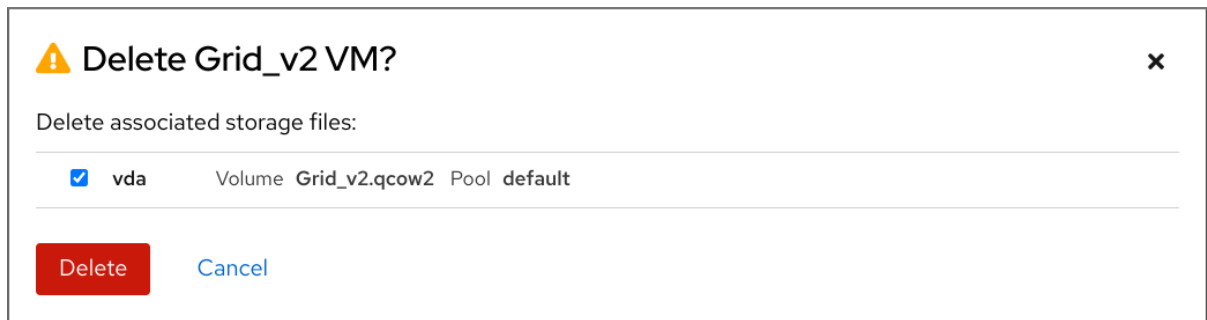 Delete Grid_v2 VM?
Delete associated storage files:
vda Volume Grid_v2.qcow2 Pool default
Delete Cancel